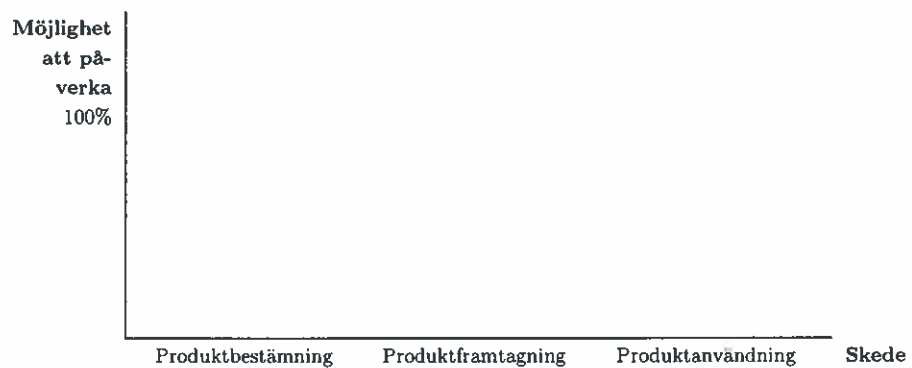 Möjlighet
att på-
verka
100%
Produktbestämning Produktframtagning Produktanvändning Skede